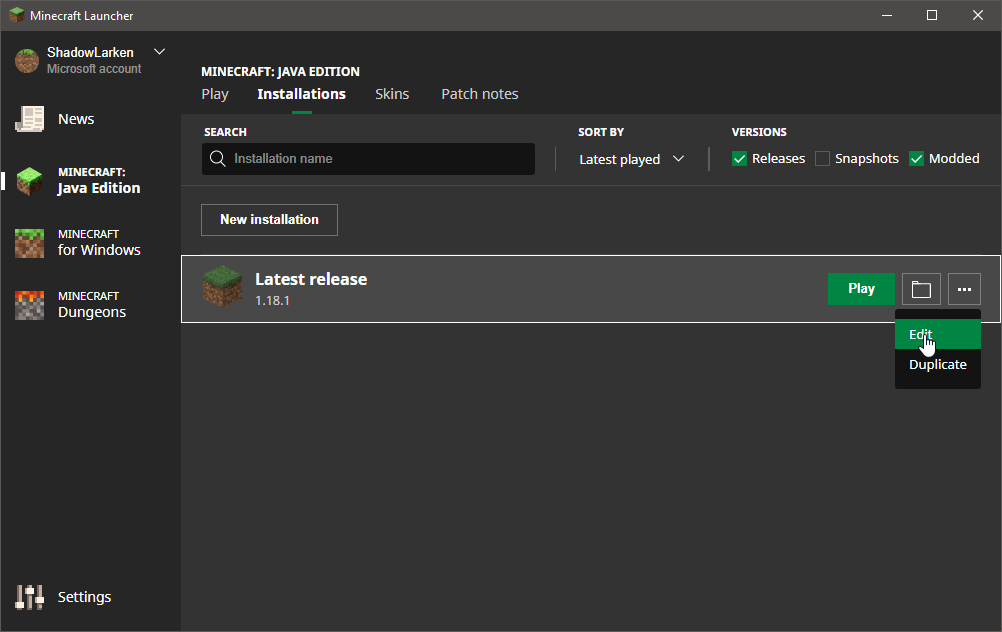 Minecraft Launcher
ShadowLarken
Microsoft account
News
MINECRAFT:
Java Edition
MINECRAFT
for Windows
MINECRAFT
Dungeons
Settings
MINECRAFT: JAVA EDITION
Play Installations Skins Patch notes
SEARCH SORT BY VERSIONS
Installation name Latest played Releases Snapshots Modded
New installation
Latest release
1.18.1
Play ...
Edit
Duplicate